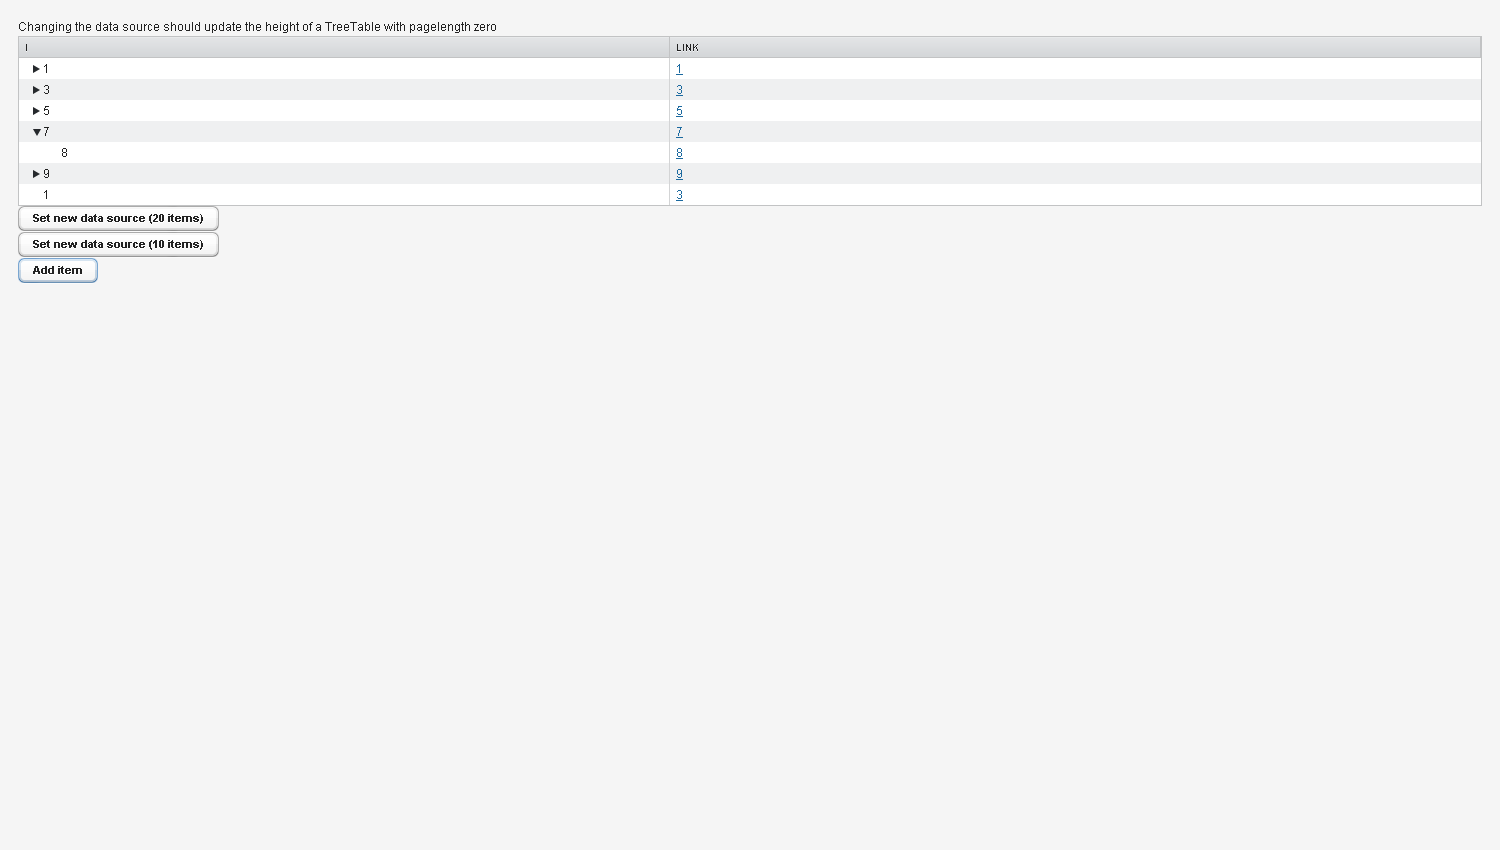 Changing the data source should update the height of a TreeTable with pagelength zero
I LINK
1 1
3 3
5 5
7 7
8 8
9 9
1 3
Set new data source (20 items)
Set new data source (10 items)
Add item